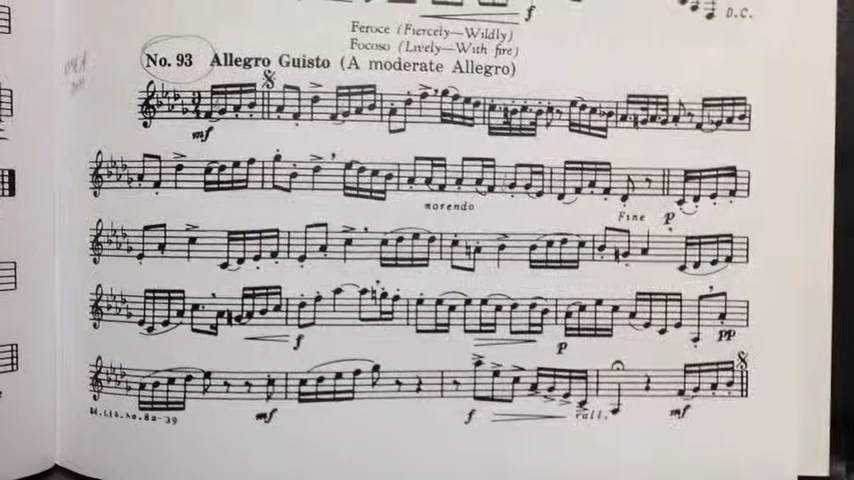 f
D.C.
Feroce (Fiercely—Wildly)
Focoso (Lively—With fire)
No. 93 Allegro Guisto (A moderate Allegro)
mf
morendo
Fine p
f
p
pp
mf
f
rall.
mf